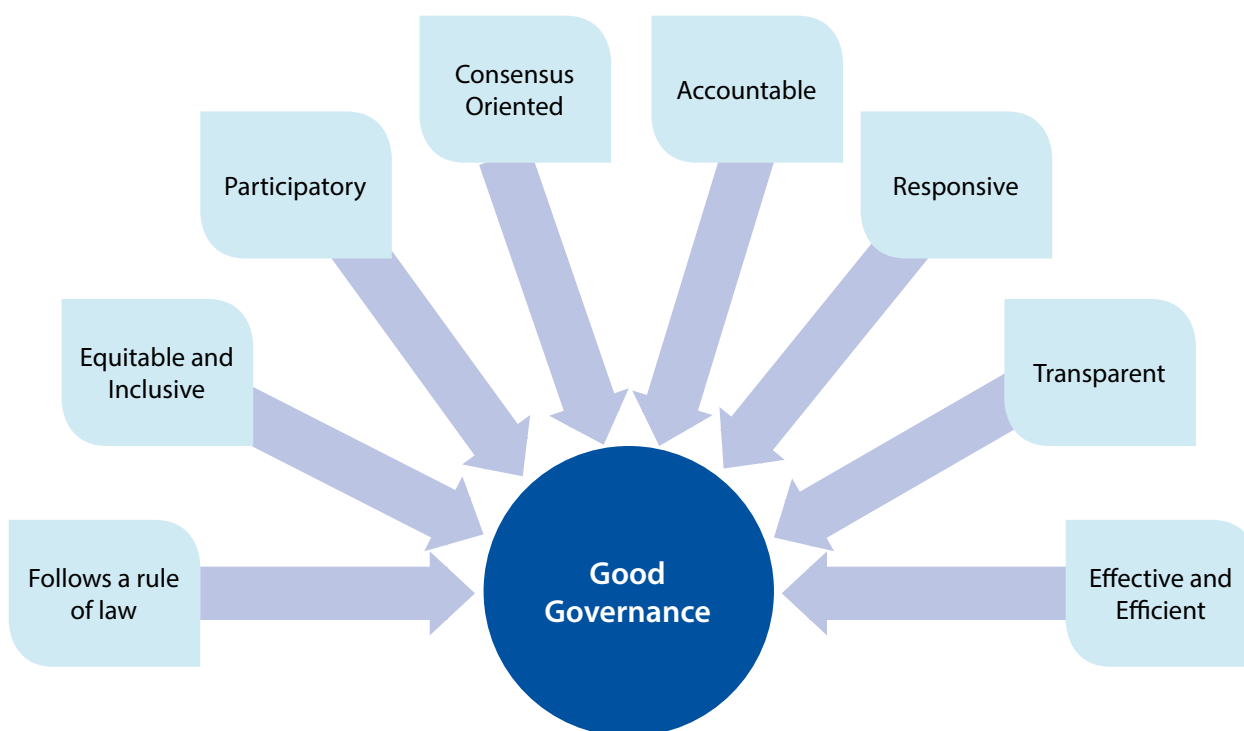 Consensus
Oriented
Accountable
Participatory
Responsive
Equitable and
Inclusive
Transparent
Follows a rule
of law
Good
Governance
Effective and
Efficient